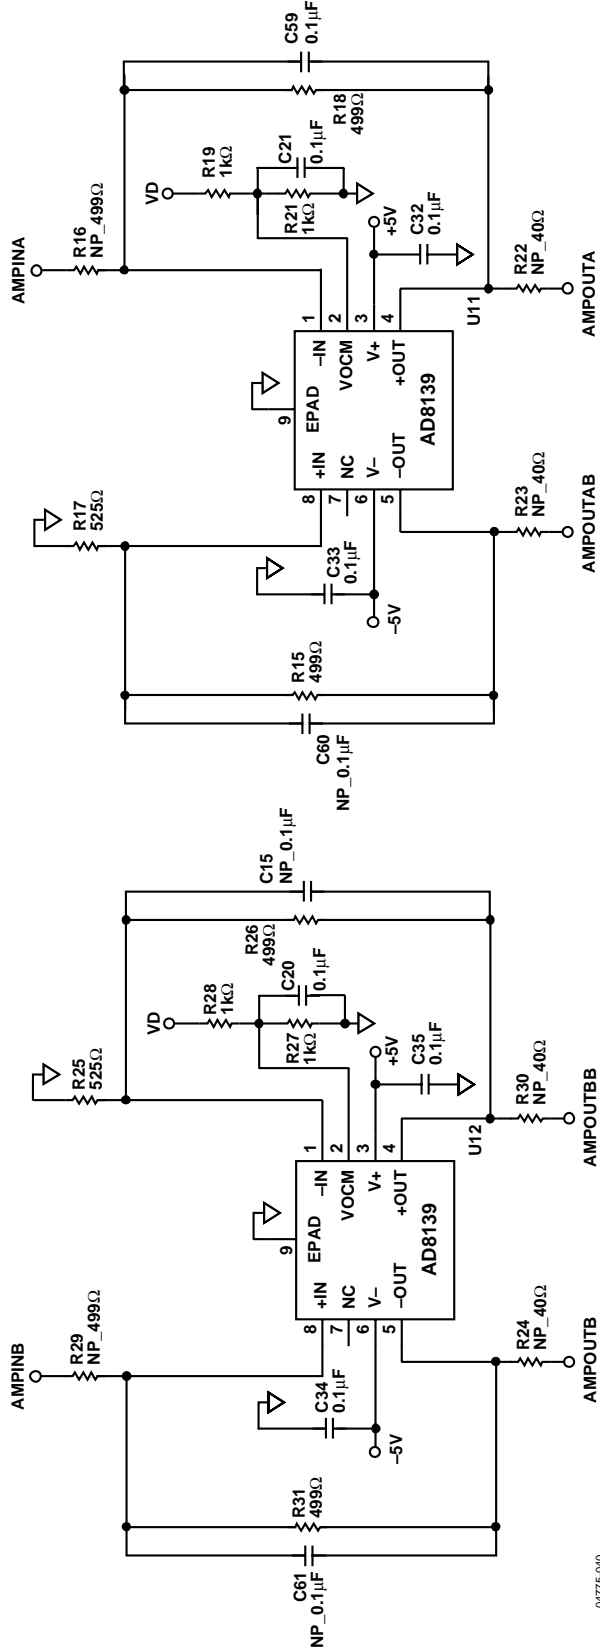 AMPINA
R16
NP_499Ω
C59
0.1μF
R18
499Ω
VD
R19
1kΩ
C21
0.1μF
R21
1kΩ
+5V
C32
0.1μF
R22
NP_40Ω
AMPOUTA
U11
1
2
3
4
–IN
VOCM
V+
+OUT
9
EPAD
AD8139
+IN
NC
V–
–OUT
8
7
6
5
R17
525Ω
C33
0.1μF
–5V
R23
NP_40Ω
AMPOUTAB
R15
499Ω
C60
NP_0.1μF
C15
NP_0.1μF
R26
499Ω
VD
R28
1kΩ
C20
0.1μF
R27
1kΩ
R25
525Ω
+5V
C35
0.1μF
R30
NP_40Ω
AMPOUTBB
U12
1
2
3
4
–IN
VOCM
V+
+OUT
9
EPAD
AD8139
+IN
NC
V–
–OUT
8
7
6
5
AMPINB
R29
NP_499Ω
C34
0.1μF
–5V
R24
NP_40Ω
AMPOUTB
R31
499Ω
C61
NP_0.1μF